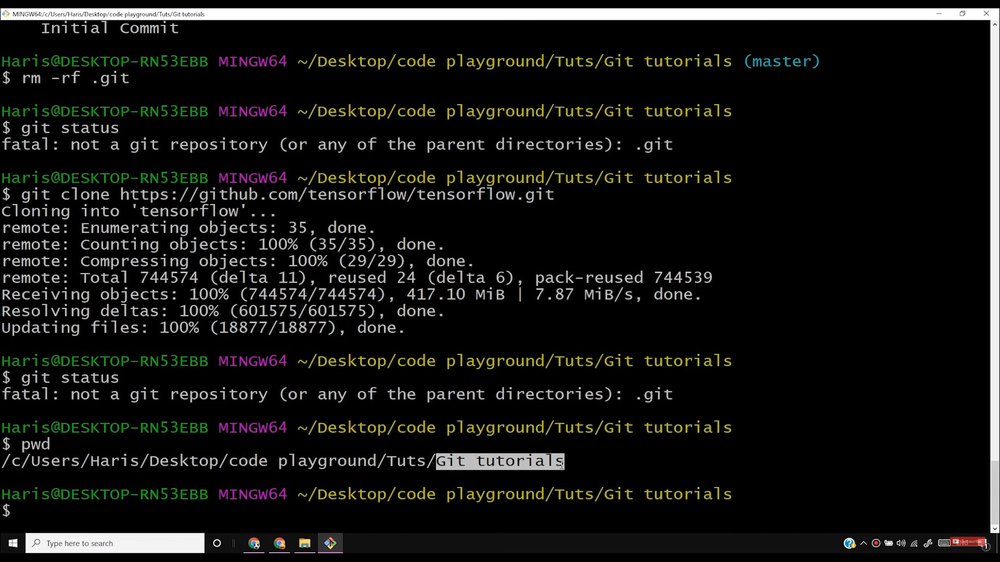 MINGW64:/c/Users/Haris/Desktop/code playground/Tuts/Git tutorials
Initial Commit
Haris@DESKTOP-RN53EBB MINGW64 ~/Desktop/code playground/Tuts/Git tutorials (master)
$ rm -rf .git
Haris@DESKTOP-RN53EBB MINGW64 ~/Desktop/code playground/Tuts/Git tutorials
$ git status
fatal: not a git repository (or any of the parent directories): .git
Haris@DESKTOP-RN53EBB MINGW64 ~/Desktop/code playground/Tuts/Git tutorials
$ git clone https://github.com/tensorflow/tensorflow.git
Cloning into 'tensorflow'...
remote: Enumerating objects: 35, done.
remote: Counting objects: 100% (35/35), done.
remote: Compressing objects: 100% (29/29), done.
remote: Total 744574 (delta 11), reused 24 (delta 6), pack-reused 744539
Receiving objects: 100% (744574/744574), 417.10 MiB | 7.87 MiB/s, done.
Resolving deltas: 100% (601575/601575), done.
Updating files: 100% (18877/18877), done.
Haris@DESKTOP-RN53EBB MINGW64 ~/Desktop/code playground/Tuts/Git tutorials
$ git status
fatal: not a git repository (or any of the parent directories): .git
Haris@DESKTOP-RN53EBB MINGW64 ~/Desktop/code playground/Tuts/Git tutorials
$ pwd
/c/Users/Haris/Desktop/code playground/Tuts/Git tutorials
Haris@DESKTOP-RN53EBB MINGW64 ~/Desktop/code playground/Tuts/Git tutorials
$
Type here to search
Subscribe
1